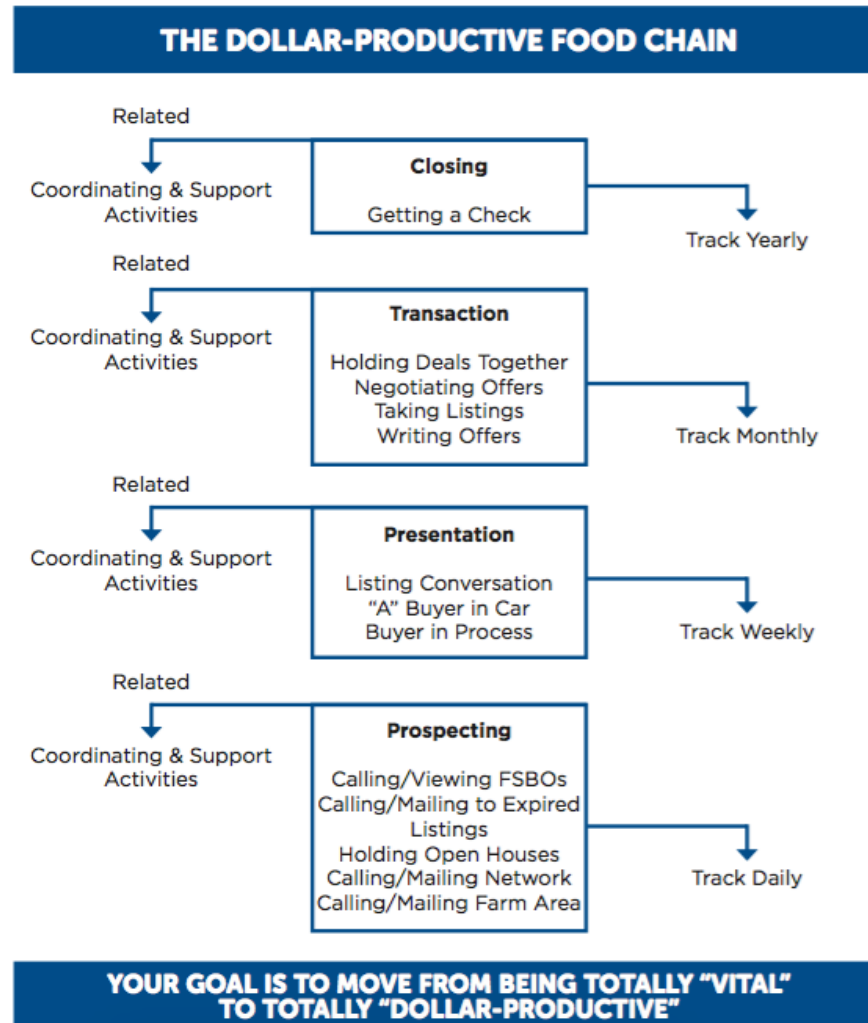 THE DOLLAR-PRODUCTIVE FOOD CHAIN
Related
Coordinating & Support
Activities
Closing
Getting a Check
Track Yearly
Related
Coordinating & Support
Activities
Transaction
Holding Deals Together
Negotiating Offers
Taking Listings
Writing Offers
Track Monthly
Related
Coordinating & Support
Activities
Presentation
Listing Conversation
“A” Buyer in Car
Buyer in Process
Track Weekly
Related
Coordinating & Support
Activities
Prospecting
Calling/Viewing FSBOs
Calling/Mailing to Expired
Listings
Holding Open Houses
Calling/Mailing Network
Calling/Mailing Farm Area
Track Daily
YOUR GOAL IS TO MOVE FROM BEING TOTALLY “VITAL”
TO TOTALLY “DOLLAR-PRODUCTIVE”